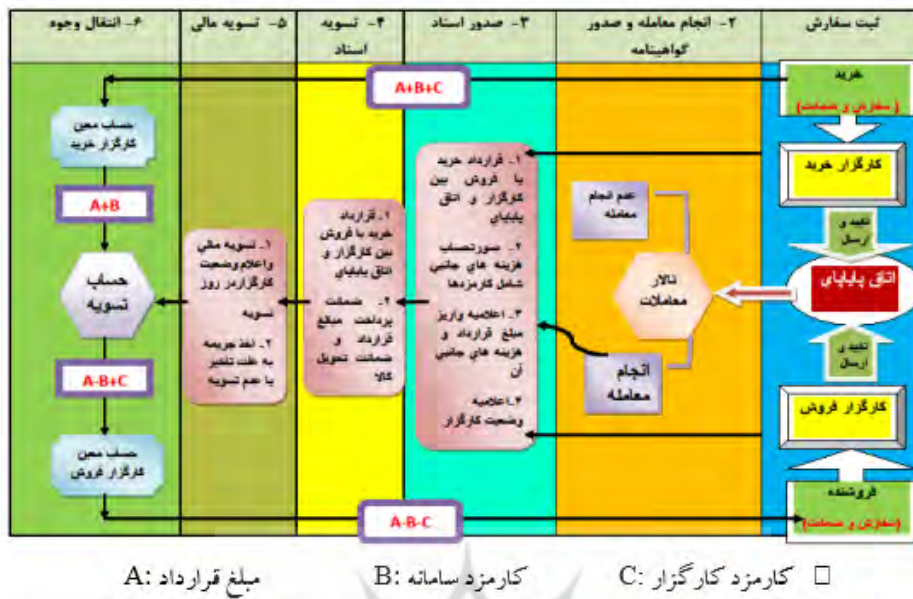 ثبت سفارش
۲- انجام معامله و صدور
گواهینامه
۳- صدور اسناد
۴- تسویه
اسناد
۵- تسویه مالی
۶- انتقال وجوه
خرید
(سفارش و ضمانت)
کارگزار خرید
تایید و
ارسال
اتاق پایاپای
تایید و
ارسال
کارگزار فروش
فروشنده
(سفارش و ضمانت)
عدم انجام
معامله
تالار
معاملات
انجام
معامله
۱- قرارداد خرید
یا فروش بین
کارگزار و اتاق
پایاپای
۲- صورتحساب
هزینه های جانبی
شامل کارمزدها
۳- اعلامیه واریز
مبلغ قرارداد و
هزینه های جانبی
آن
۴-اعلامیه
وضعیت کارگزار
۱- قرارداد
خرید یا فروش
بین کارگزار و
اتاق پایاپای
۲- ضمانت
پرداخت مبالغ
قرارداد و
ضمانت تحویل
کالا
۱- تسویه مالی
واعلام وضعیت
کارگزاردر روز
تسویه
۲- اخذ جریمه
به علت تاخیر
یا عدم تسویه
A+B+C
حساب معین
کارگزار خرید
A+B
حساب
تسویه
A-B+C
حساب معین
کارگزار فروش
A-B-C
A: مبلغ قرارداد
B: کارمزد سامانه
C: کارمزد کارگزار